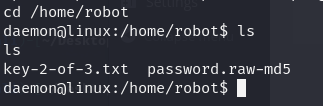 cd /home/robot
daemon@linux:/home/robot$ ls
ls
key-2-of-3.txt  password.raw-md5
daemon@linux:/home/robot$